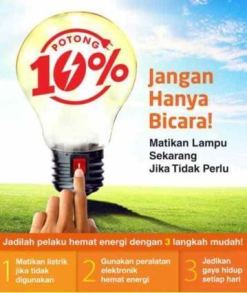 POTONG
10%
Jangan
Hanya
Bicara!
Matikan Lampu
Sekarang
Jika Tidak Perlu
Jadilah pelaku hemat energi dengan 3 langkah mudah!
1
Matikan listrik
jika tidak
digunakan
2
Gunakan peralatan
elektronik
hemat energi
3
Jadikan
gaya hidup
setiap hari